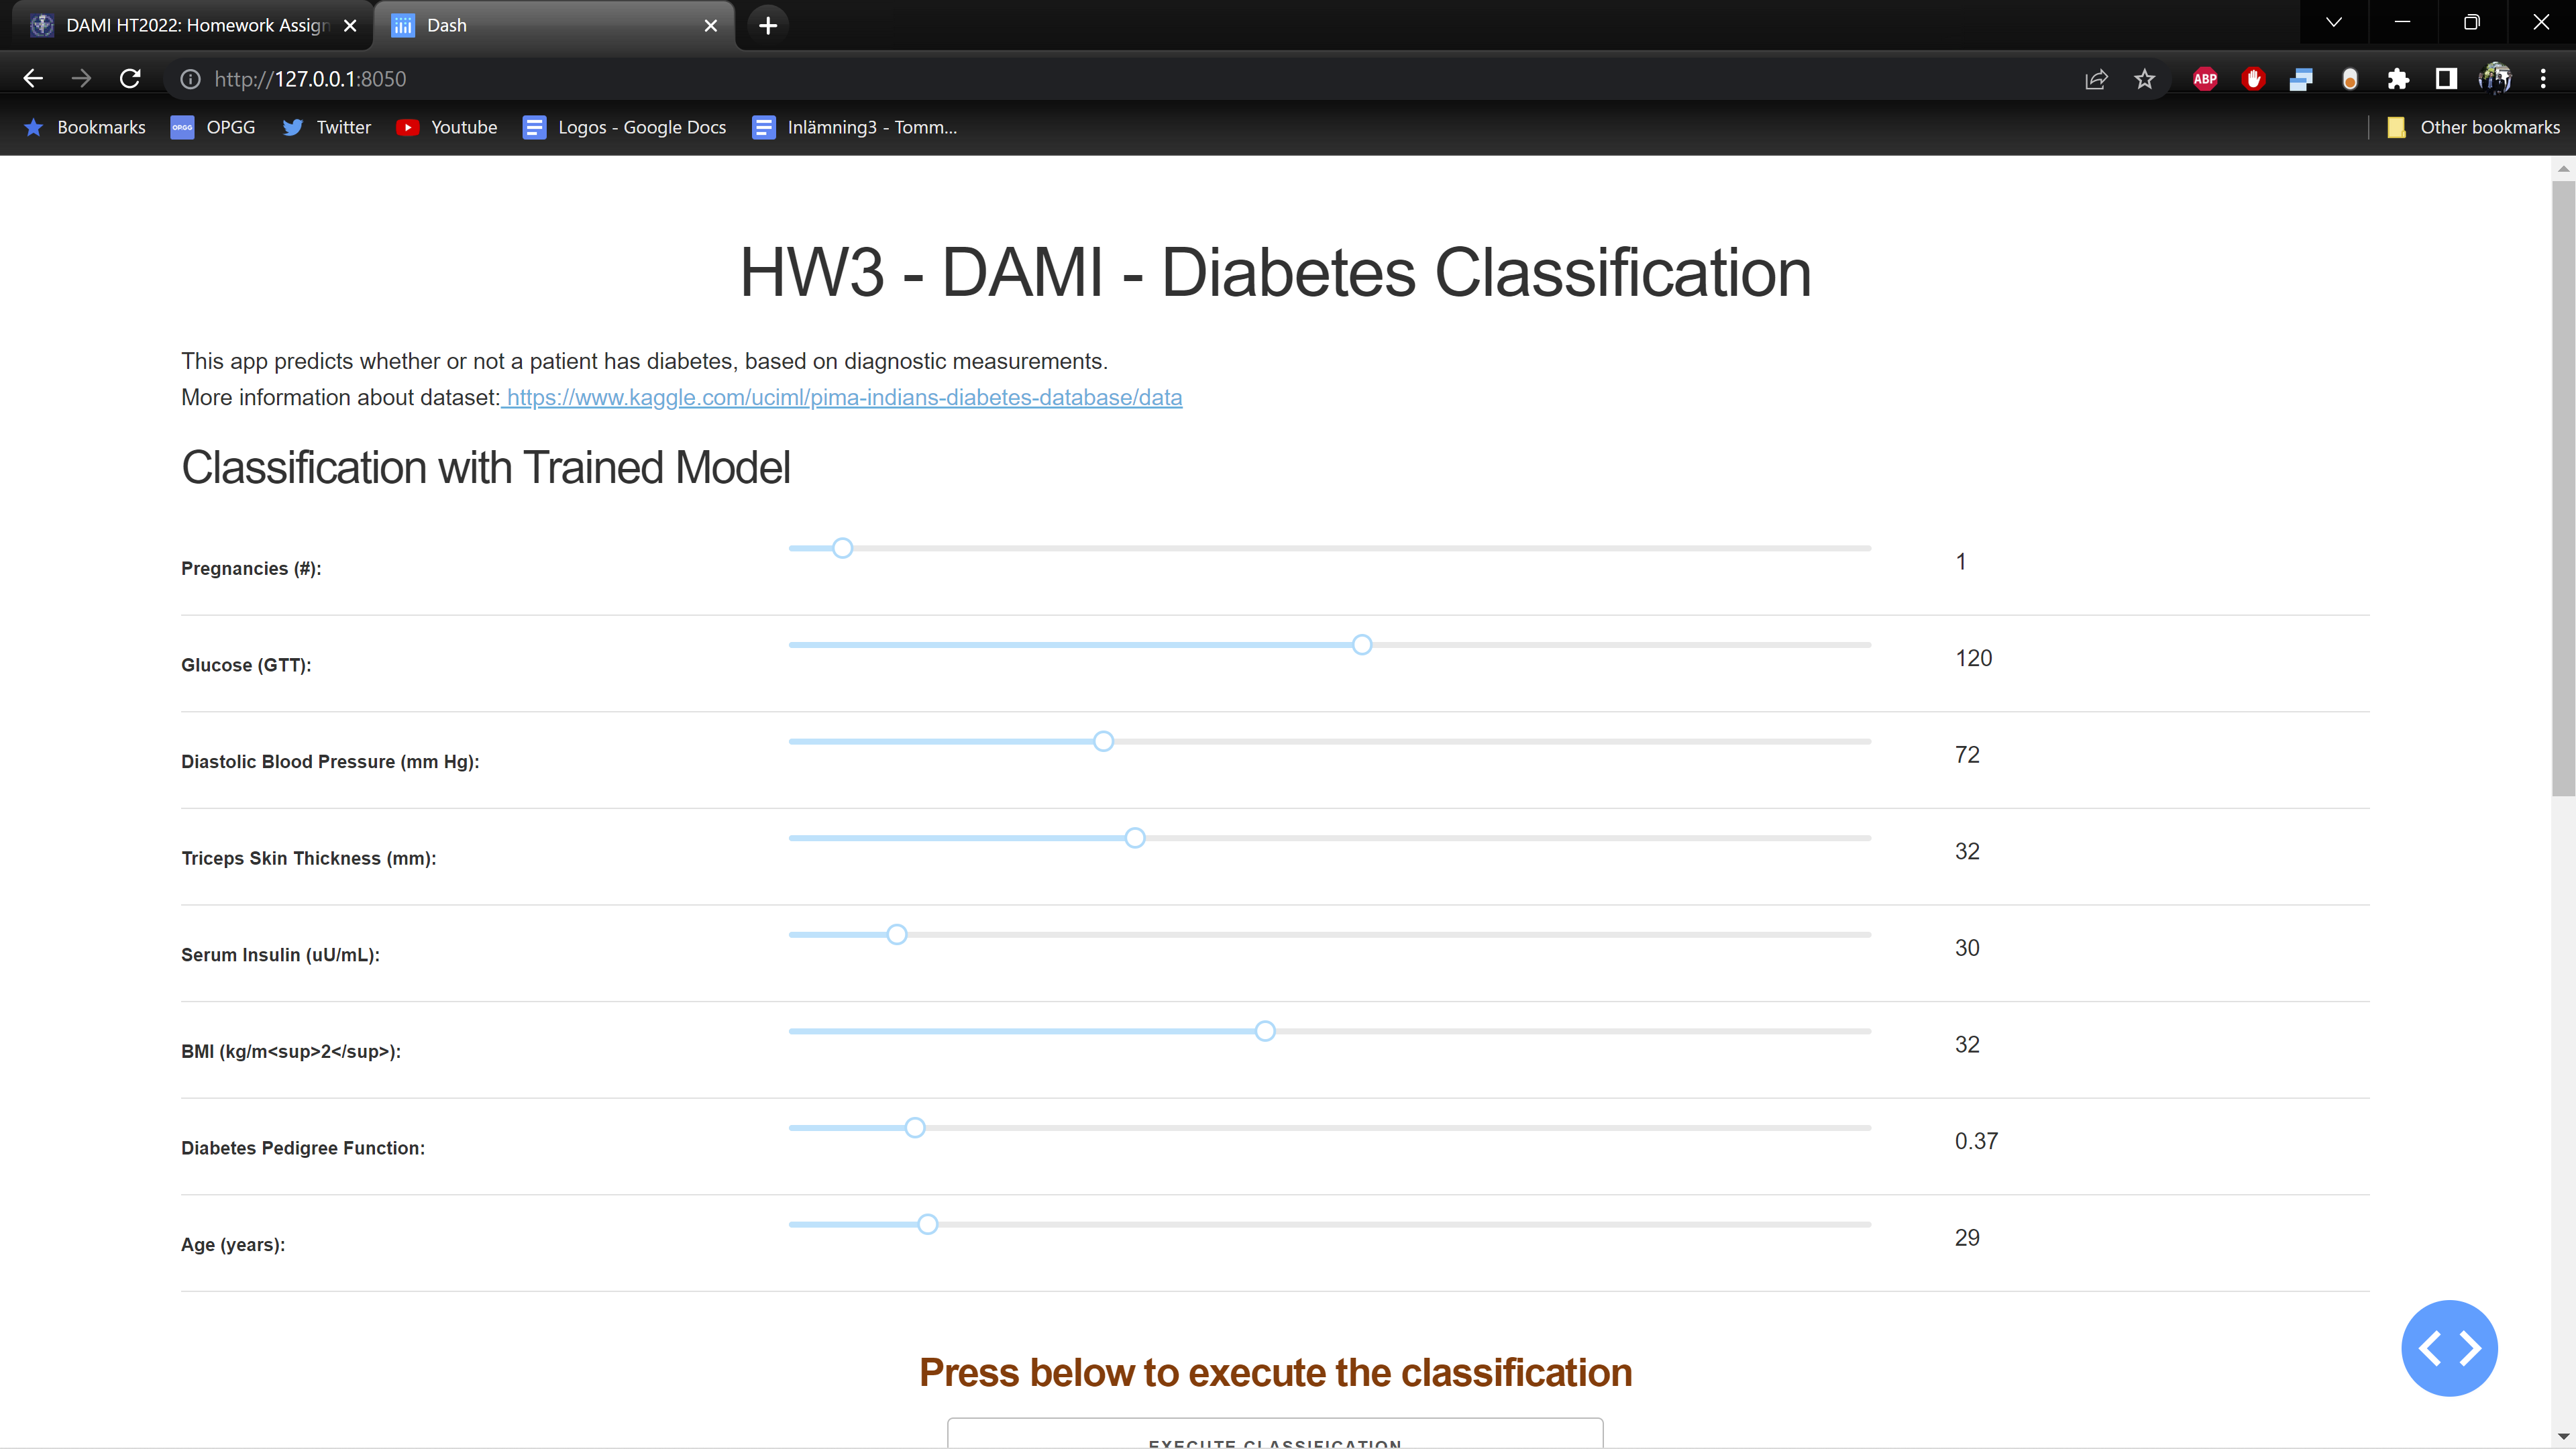 DAMI HT2022: Homework Assign
Dash
http://127.0.0.1:8050
ABP
Bookmarks
OP.GG
OPGG
Twitter
Youtube
Logos - Google Docs
Inlämning3 - Tomm...
Other bookmarks
HW3 - DAMI - Diabetes Classification
This app predicts whether or not a patient has diabetes, based on diagnostic measurements.
More information about dataset: https://www.kaggle.com/uciml/pima-indians-diabetes-database/data
Classification with Trained Model
Pregnancies (#): 1
Glucose (GTT): 120
Diastolic Blood Pressure (mm Hg): 72
Triceps Skin Thickness (mm): 32
Serum Insulin (uU/mL): 30
BMI (kg/m<sup>2</sup>): 32
Diabetes Pedigree Function: 0.37
Age (years): 29
Press below to execute the classification
EXECUTE CLASSIFICATION